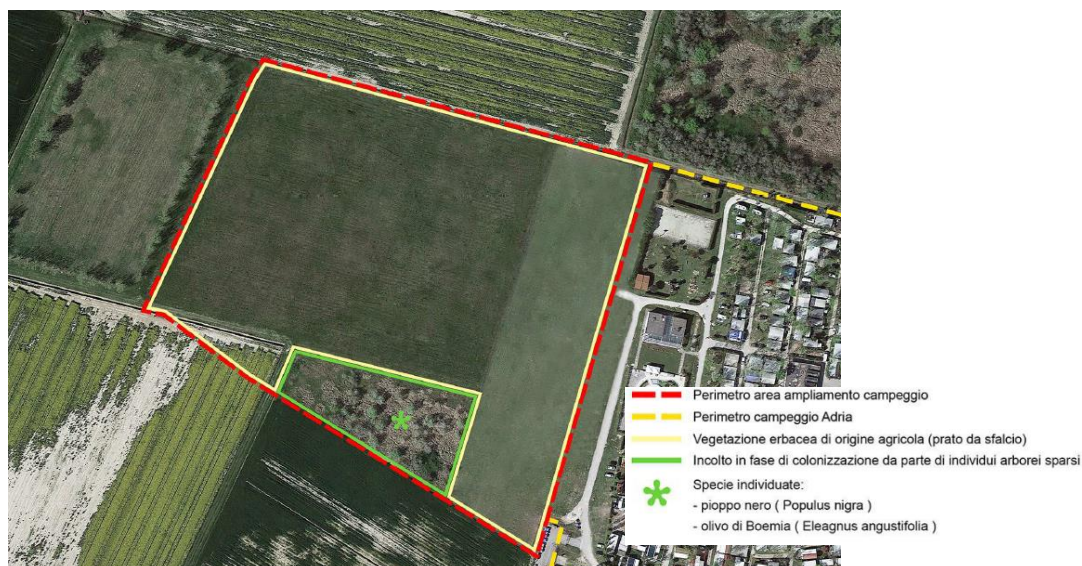 Perimetro area ampliamento campeggio
Perimetro campeggio Adria
Vegetazione erbacea di origine agricola (prato da sfalcio)
Incolto in fase di colonizzazione da parte di individui arborei sparsi
Specie individuate:
- pioppo nero ( Populus nigra )
- olivo di Boemia ( Eleagnus angustifolia )